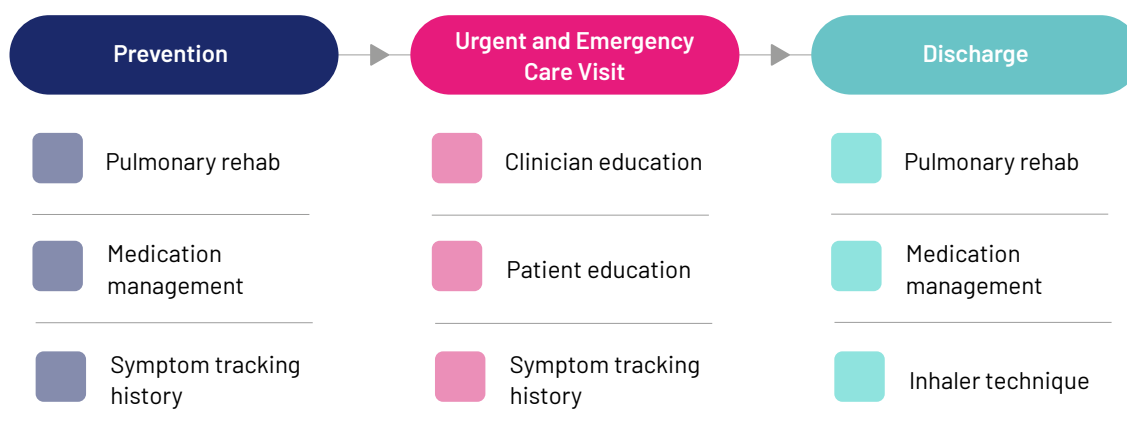 Prevention
Urgent and Emergency
Care Visit
Discharge
Pulmonary rehab
Clinician education
Pulmonary rehab
Medication
management
Patient education
Medication
management
Symptom tracking
history
Symptom tracking
history
Inhaler technique